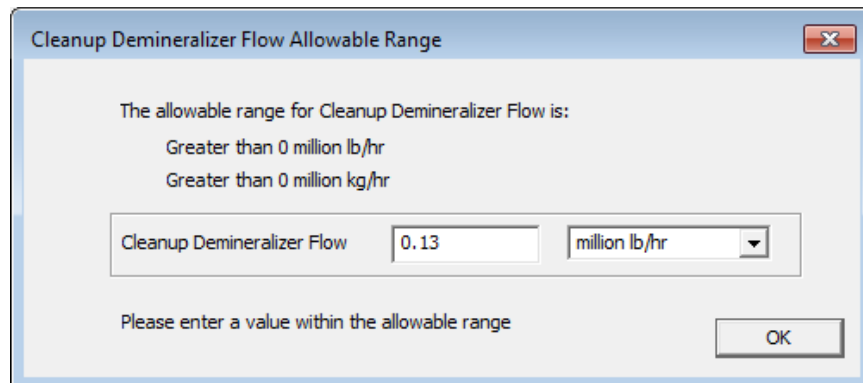 Cleanup Demineralizer Flow Allowable Range
The allowable range for Cleanup Demineralizer Flow is:
Greater than 0 million lb/hr
Greater than 0 million kg/hr
Cleanup Demineralizer Flow 0.13 million lb/hr
Please enter a value within the allowable range
OK